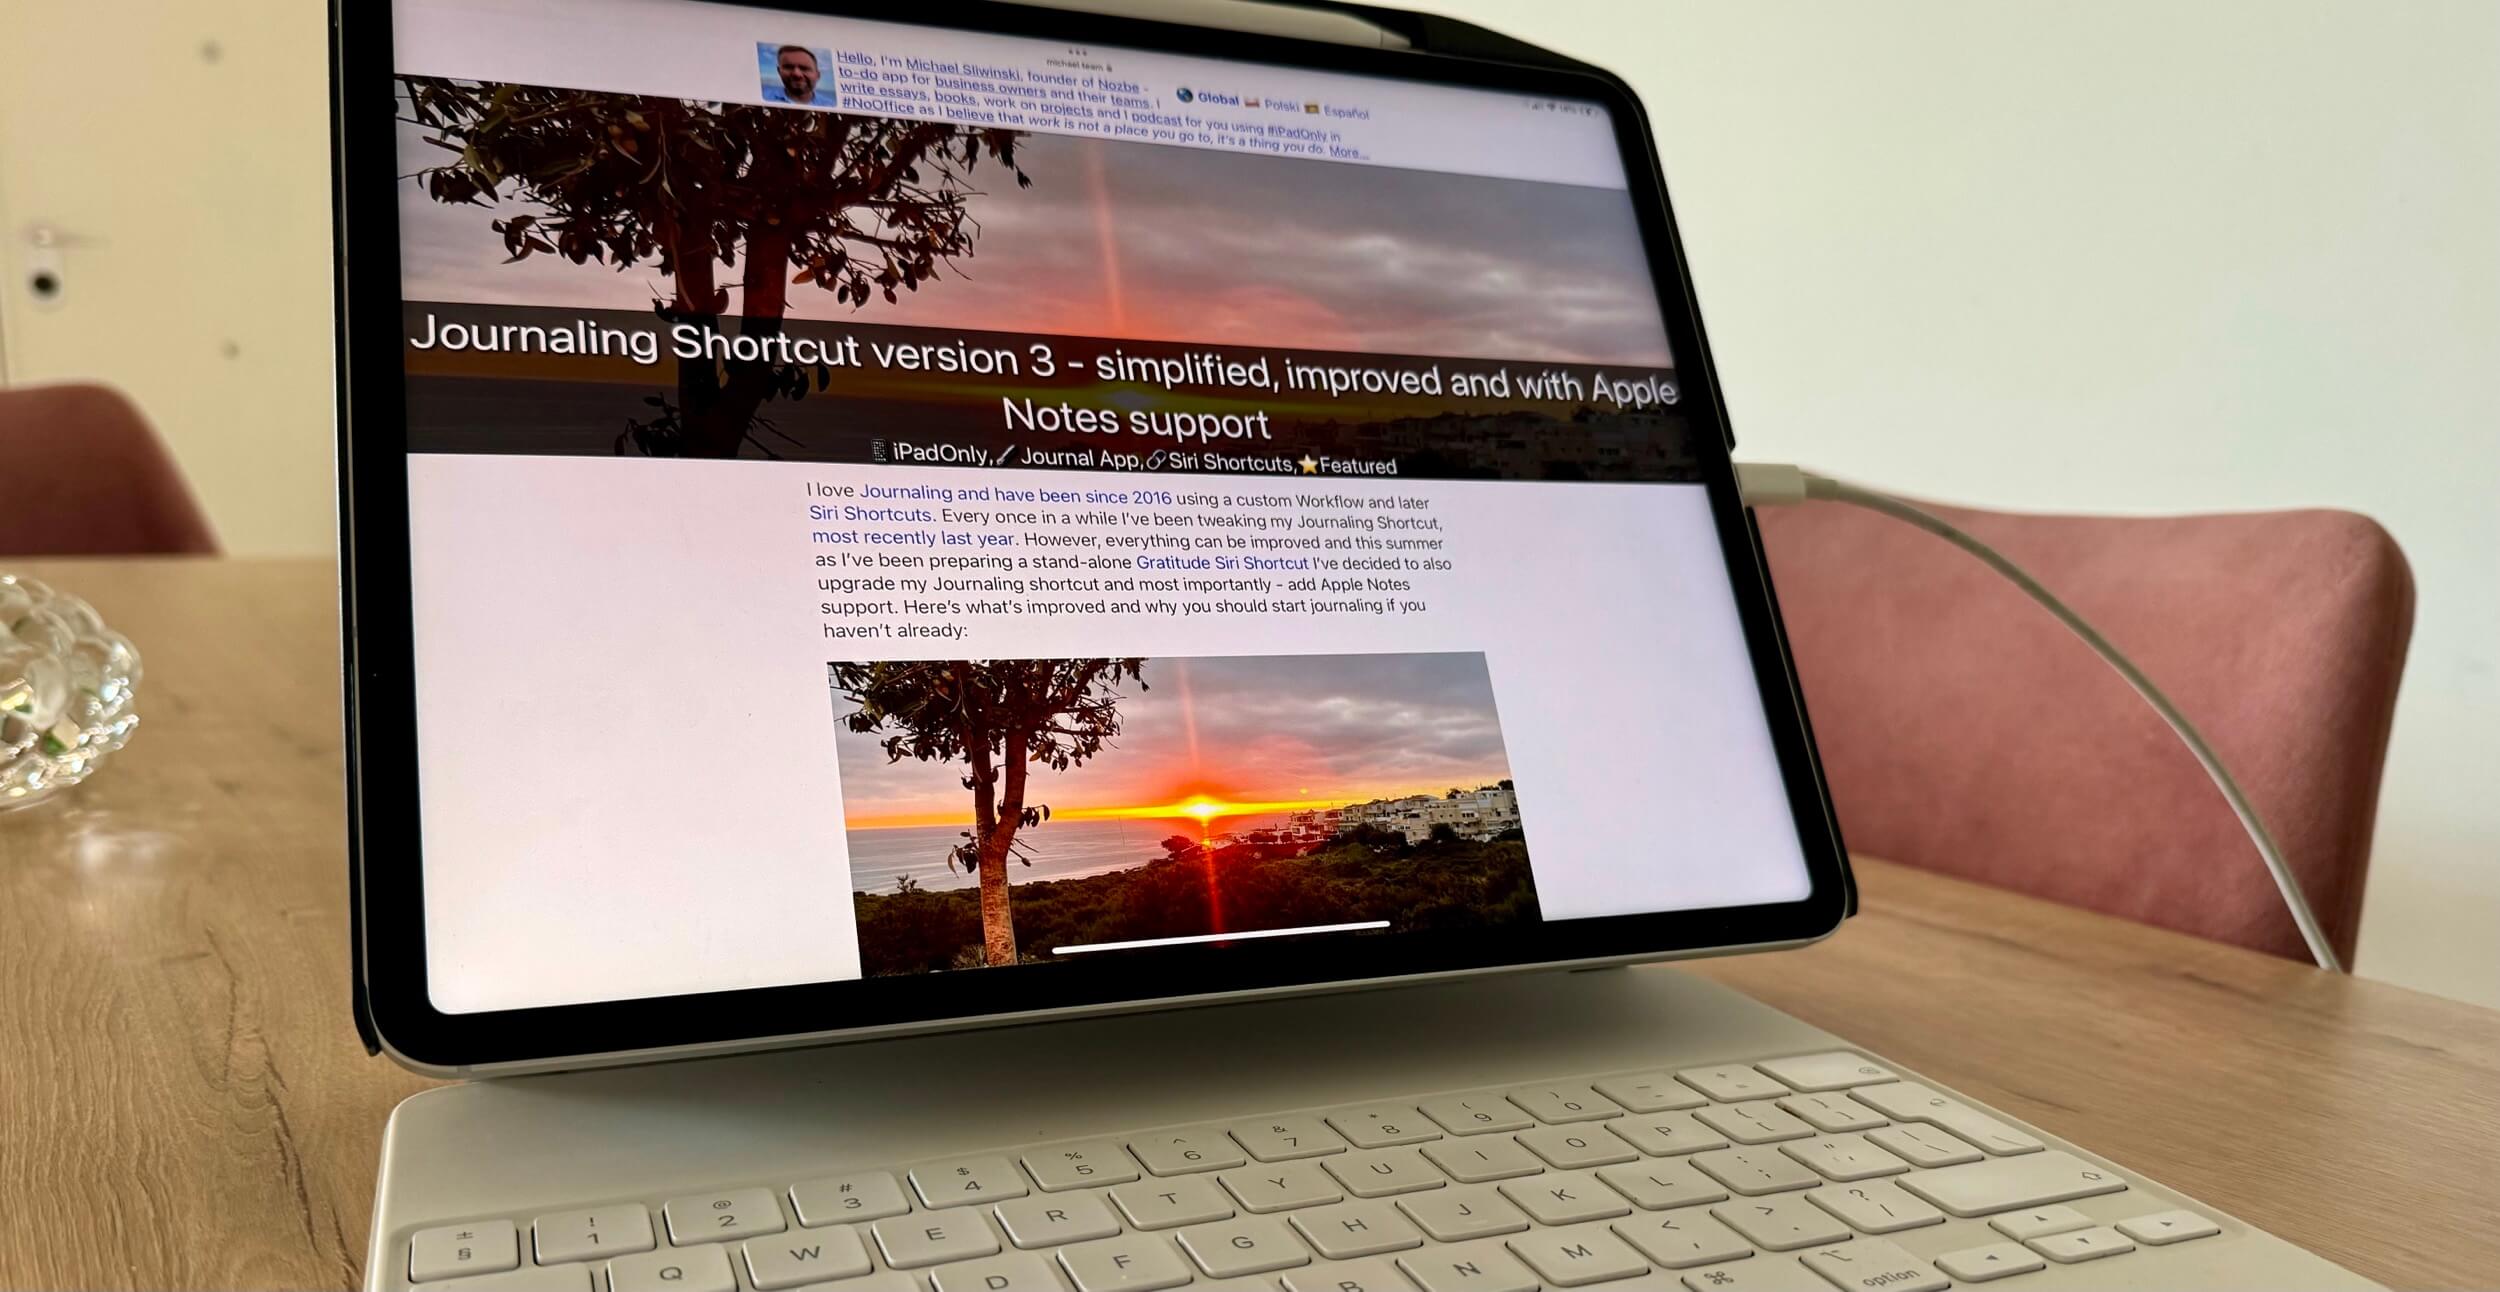 michael.team
Hello, I'm Michael Sliwinski, founder of Nozbe -
to-do app for business owners and their teams. I
write essays, books, work on projects and I podcast for you using #iPadOnly in
#NoOffice as I believe that work is not a place you go to, it's a thing you do. More...
Global Polski Español
Journaling Shortcut version 3 - simplified, improved and with Apple
Notes support
iPadOnly, Journal App, Siri Shortcuts, Featured
I love Journaling and have been since 2016 using a custom Workflow and later
Siri Shortcuts. Every once in a while I've been tweaking my Journaling Shortcut,
most recently last year. However, everything can be improved and this summer
as I've been preparing a stand-alone Gratitude Siri Shortcut I've decided to also
upgrade my Journaling shortcut and most importantly - add Apple Notes
support. Here's what's improved and why you should start journaling if you
haven't already:
± ! @ # $ % ^ & * ( ) _ +
§ 1 2 3 4 5 6 7 8 9 0 - =
Q W E R T Y U I O P { [ } ]
D F G H J K L : ; " ' | \
B N M < , > . ? /
⌘ ⌥ option